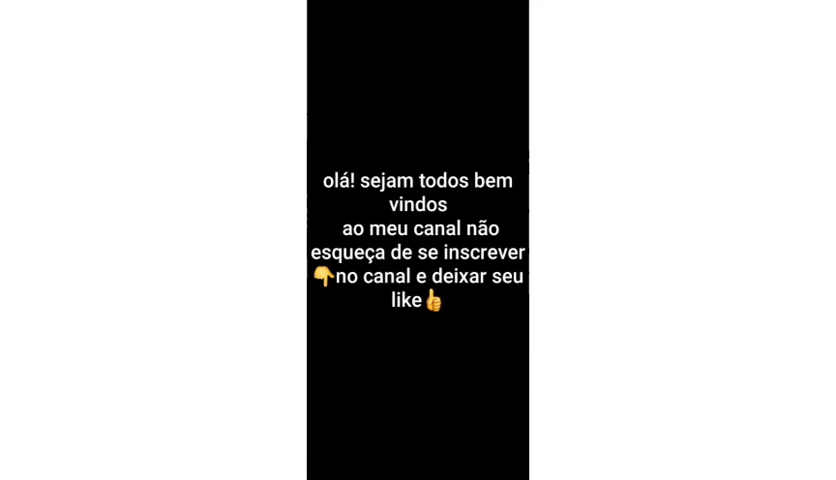 olá! sejam todos bem
vindos
ao meu canal não
esqueça de se inscrever
👇no canal e deixar seu
like👍